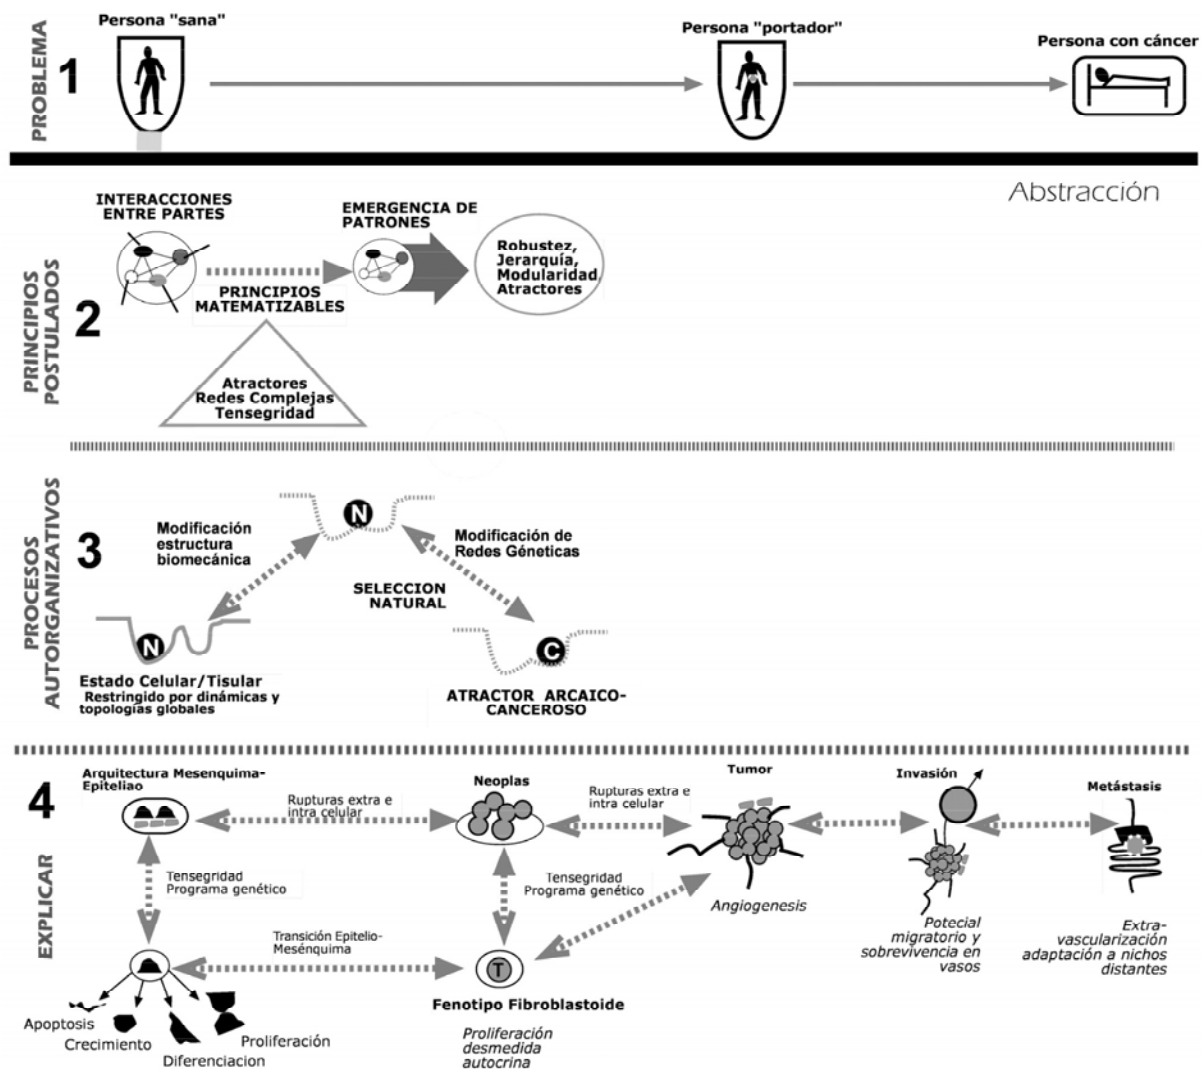 PROBLEMA
1
Persona "sana"
Persona "portador"
Persona con cáncer
Abstracción
PRINCIPIOS
POSTULADOS
2
INTERACCIONES
ENTRE PARTES
PRINCIPIOS
MATEMATIZABLES
EMERGENCIA DE
PATRONES
Robustez,
Jerarquía,
Modularidad
Atractores
Atractores
Redes Complejas
Tensegridad
PROCESOS
AUTORGANIZATIVOS
3
Modificación
estructura
biomecánica
N
Modificación de
Redes Géneticas
SELECCION
NATURAL
N
Estado Celular/Tisular
Restringido por dinámicas y
topologías globales
C
ATRACTOR ARCAICO-
CANCEROSO
EXPLICAR
4
Arquitectura Mesenquima-
Epiteliao
Rupturas extra e
intra celular
Neoplas
Rupturas extra e
intra celular
Tumor
Invasión
Metástasis
Tensegridad
Programa genético
Tensegridad
Programa genético
Angiogenesis
Potecial
migratorio y
sobrevivencia en
vasos
Extra-
vascularización
adaptación a nichos
distantes
Transición Epitelio-
Mesénquima
T
Fenotipo Fibroblastoide
Proliferación
desmedida
autocrina
Apoptosis
Crecimiento
Diferenciacion
Proliferación